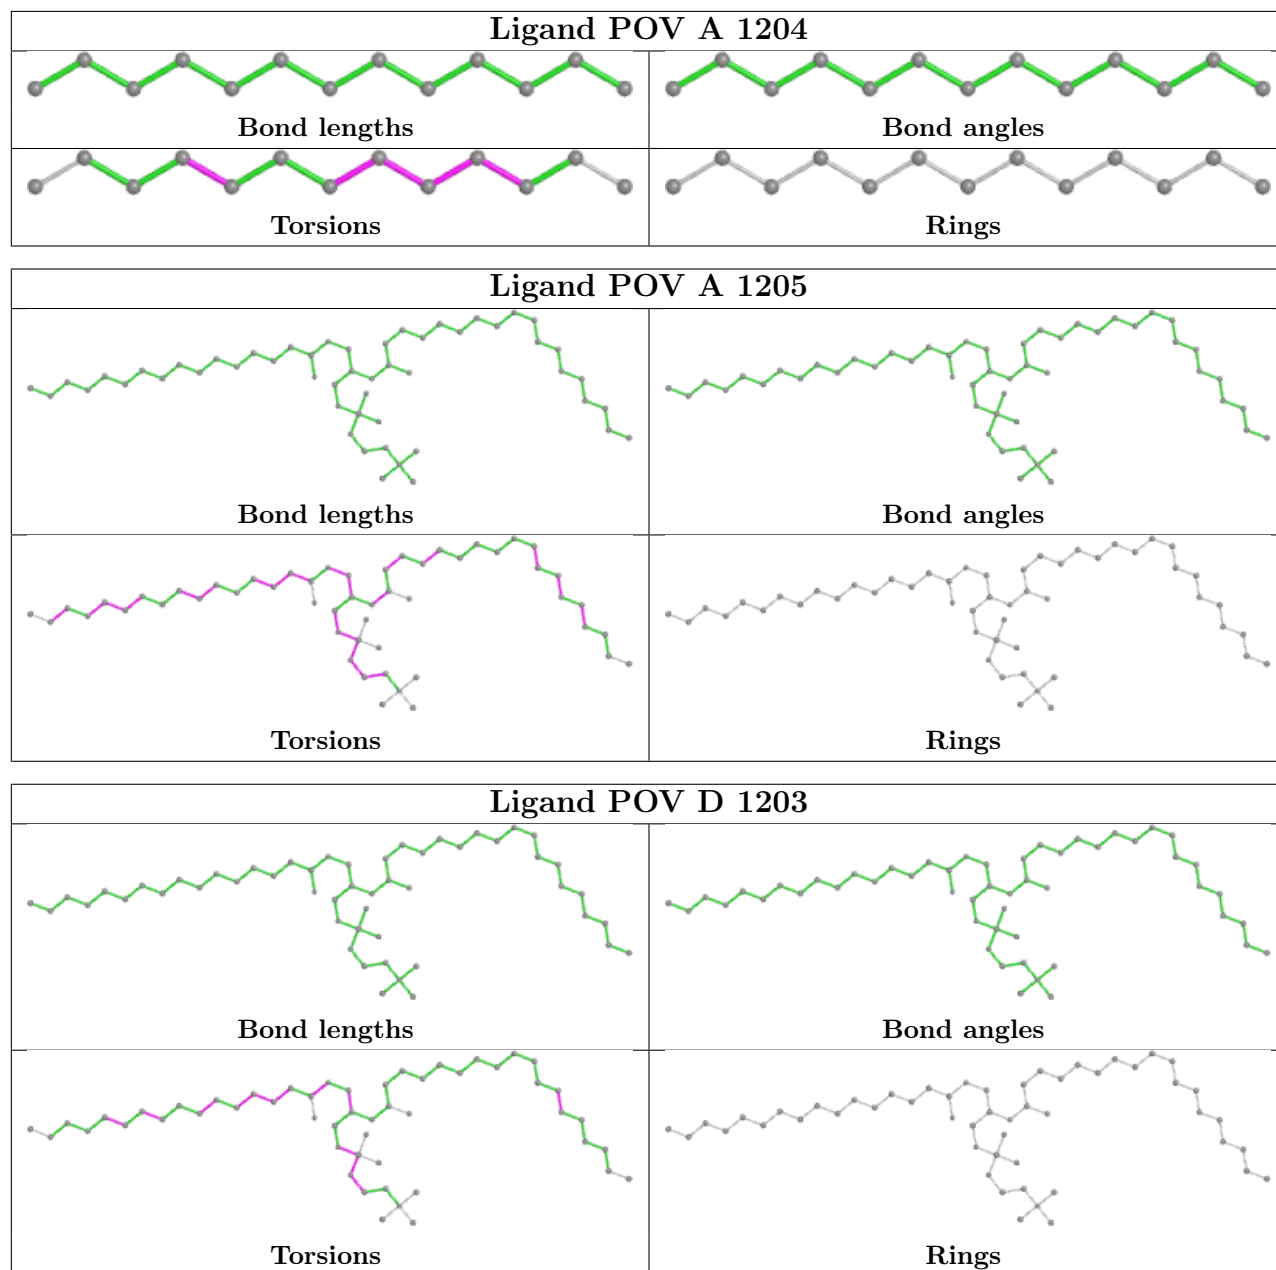 Ligand POV A 1204
Bond lengths
Bond angles
Torsions
Rings
Ligand POV A 1205
Bond lengths
Bond angles
Torsions
Rings
Ligand POV D 1203
Bond lengths
Bond angles
Torsions
Rings